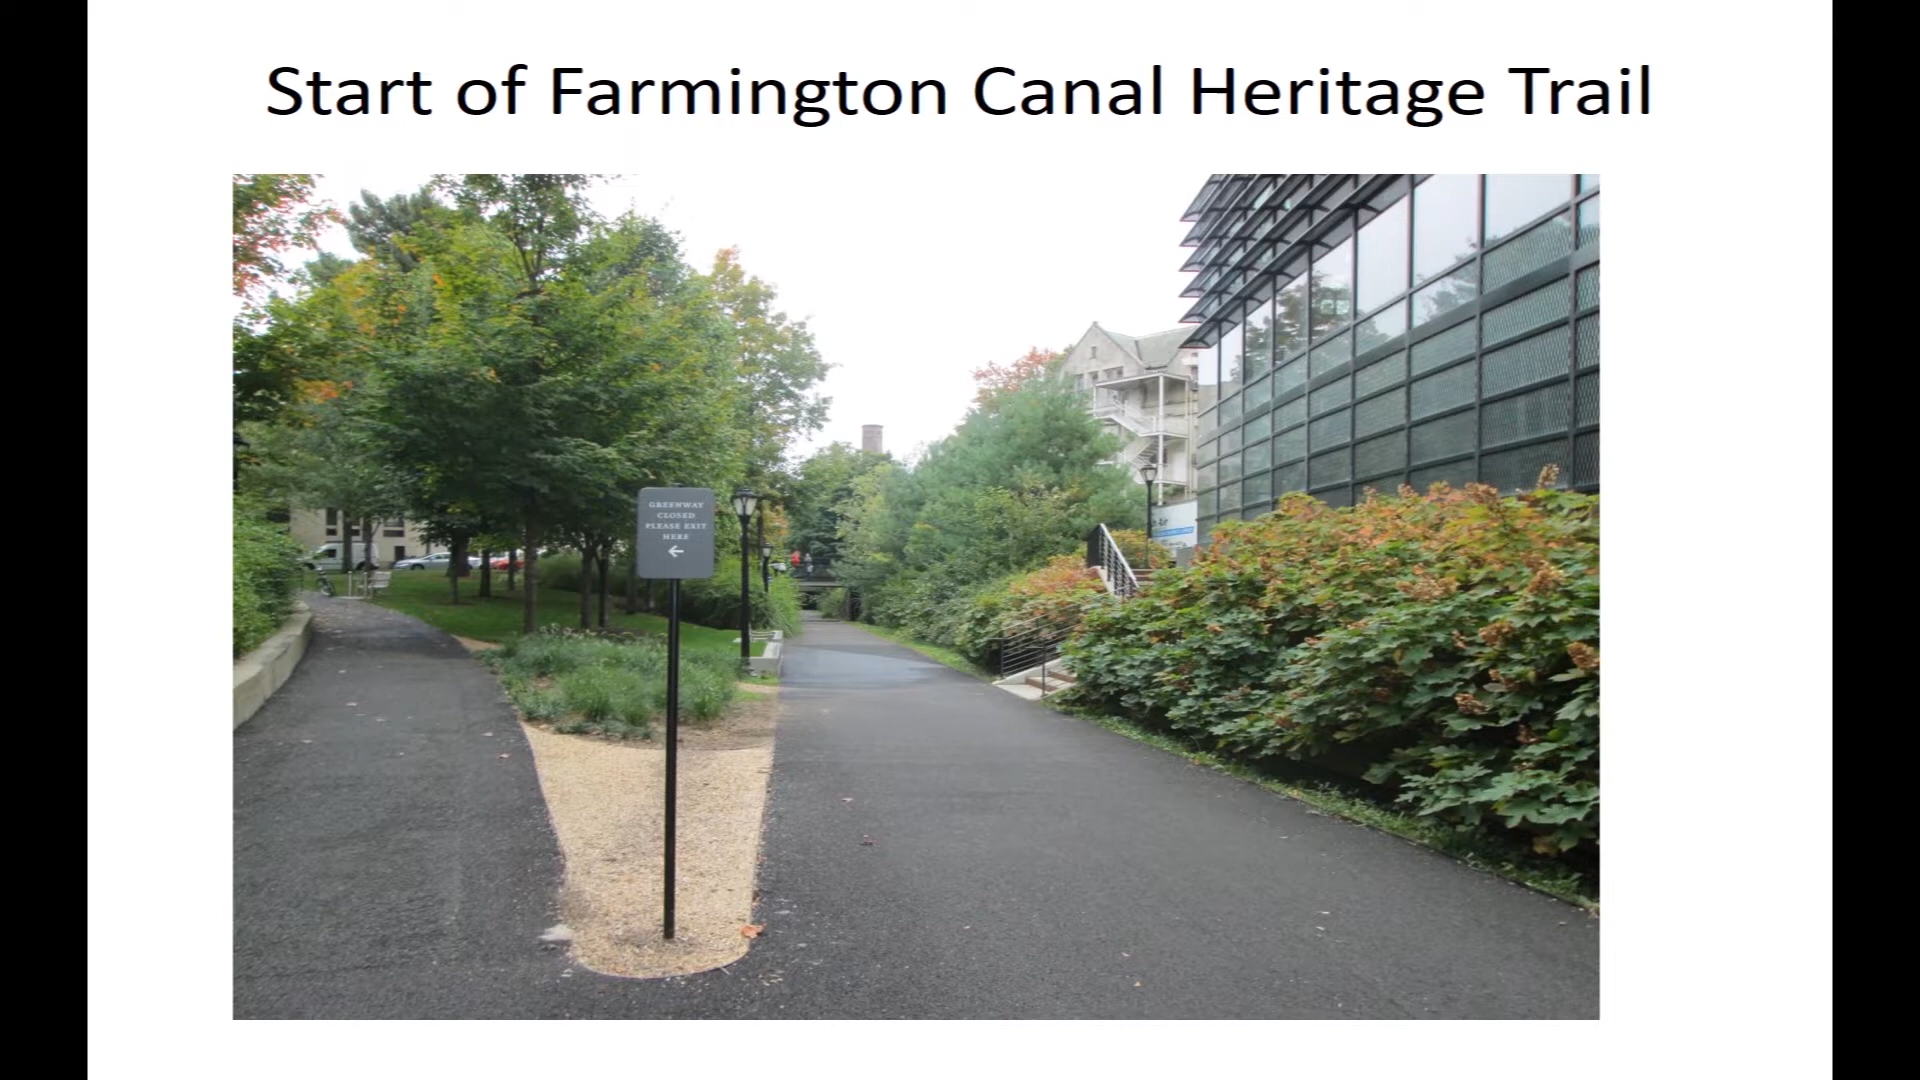 Start of Farmington Canal Heritage Trail
GREENWAY
CLOSED
PLEASE EXIT
HERE
←